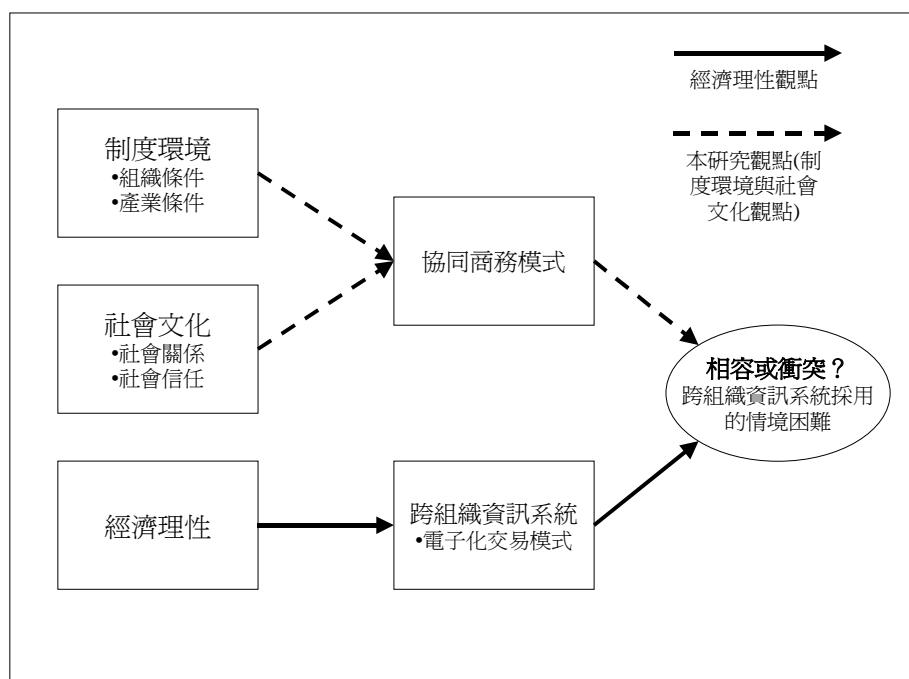 經濟理性觀點
本研究觀點(制
度環境與社會
文化觀點)
制度環境
•組織條件
•產業條件
協同商務模式
社會文化
•社會關係
•社會信任
相容或衝突？
跨組織資訊系統採用
的情境困難
經濟理性
跨組織資訊系統
•電子化交易模式